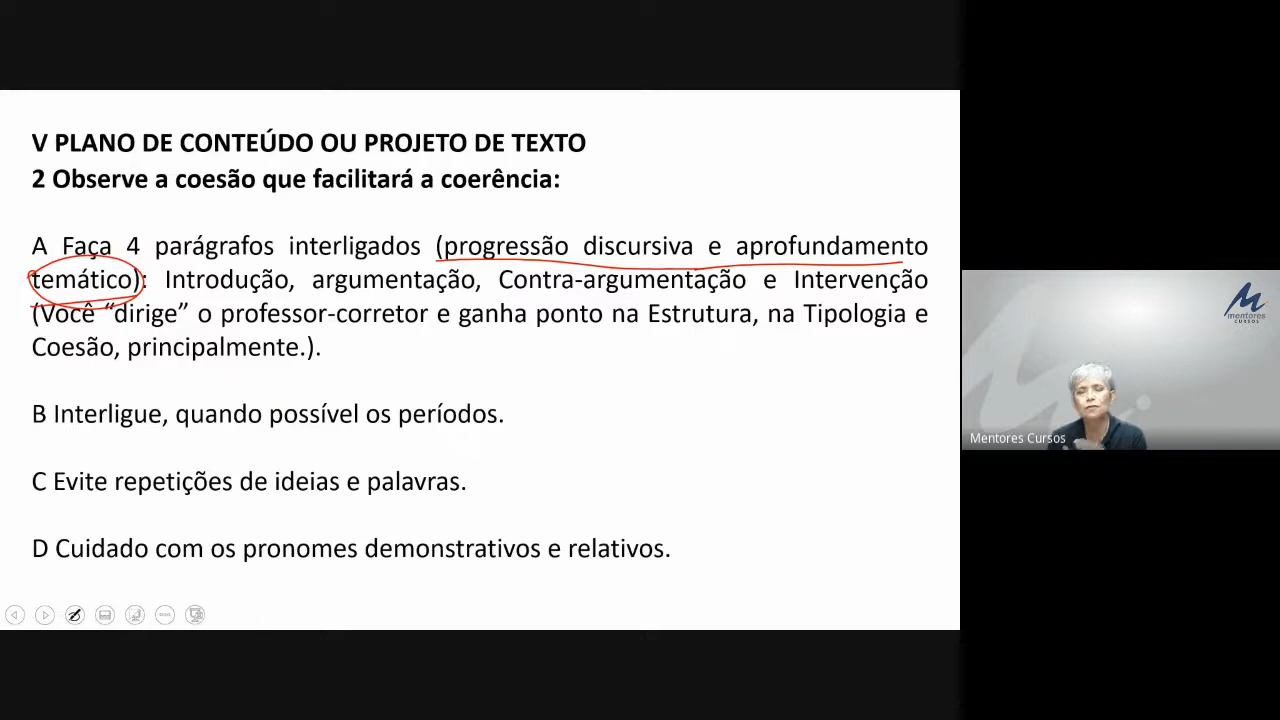 V PLANO DE CONTEÚDO OU PROJETO DE TEXTO
2 Observe a coesão que facilitará a coerência:
A Faça 4 parágrafos interligados (progressão discursiva e aprofundamento
temático): Introdução, argumentação, Contra-argumentação e Intervenção
(Você “dirige” o professor-corretor e ganha ponto na Estrutura, na Tipologia e
Coesão, principalmente.).
B Interligue, quando possível os períodos.
C Evite repetições de ideias e palavras.
D Cuidado com os pronomes demonstrativos e relativos.
mentores
CURSOS
Mentores Cursos